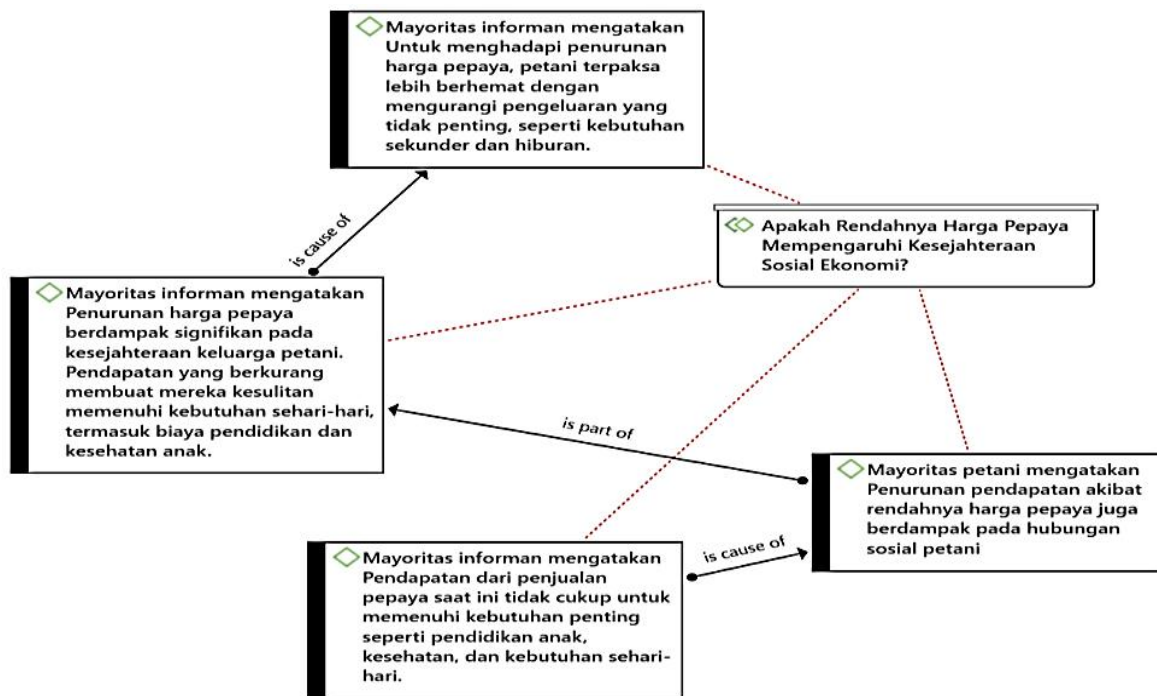 Mayoritas informan mengatakan
Untuk menghadapi penurunan
harga pepaya, petani terpaksa
lebih berhemat dengan
mengurangi pengeluaran yang
tidak penting, seperti kebutuhan
sekunder dan hiburan.
is cause of
Apakah Rendahnya Harga Pepaya
Mempengaruhi Kesejahteraan
Sosial Ekonomi?
Mayoritas informan mengatakan
Penurunan harga pepaya
berdampak signifikan pada
kesejahteraan keluarga petani.
Pendapatan yang berkurang
membuat mereka kesulitan
memenuhi kebutuhan sehari-hari,
termasuk biaya pendidikan dan
kesehatan anak.
is part of
Mayoritas petani mengatakan
Penurunan pendapatan akibat
rendahnya harga pepaya juga
berdampak pada hubungan
sosial petani
is cause of
Mayoritas informan mengatakan
Pendapatan dari penjualan
pepaya saat ini tidak cukup untuk
memenuhi kebutuhan penting
seperti pendidikan anak,
kesehatan, dan kebutuhan sehari-
hari.